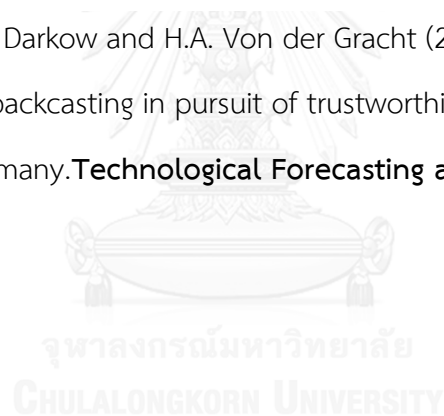 Darkow and H.A. Von der Gracht (2
backcasting in pursuit of trustworthi
many.Technological Forecasting a
จุฬาลงกรณ์มหาวิทยาลัย
CHULALONGKORN UNIVERSITY